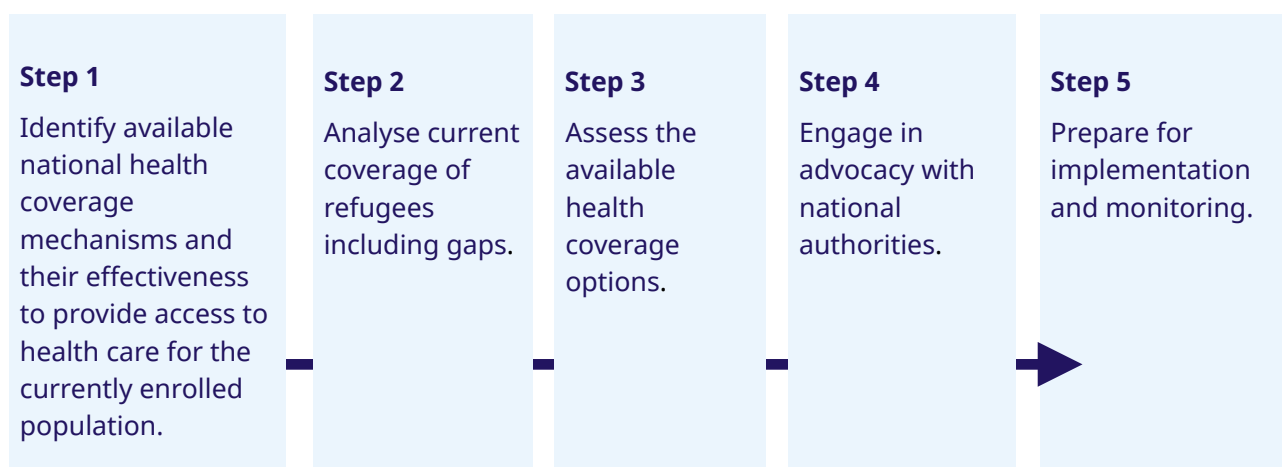 Step 1
Identify available
national health
coverage
mechanisms and
their effectiveness
to provide access to
health care for the
currently enrolled
population.
Step 2
Analyse current
coverage of
refugees
including gaps.
Step 3
Assess the
available
health
coverage
options.
Step 4
Engage in
advocacy with
national
authorities.
Step 5
Prepare for
implementation
and monitoring.